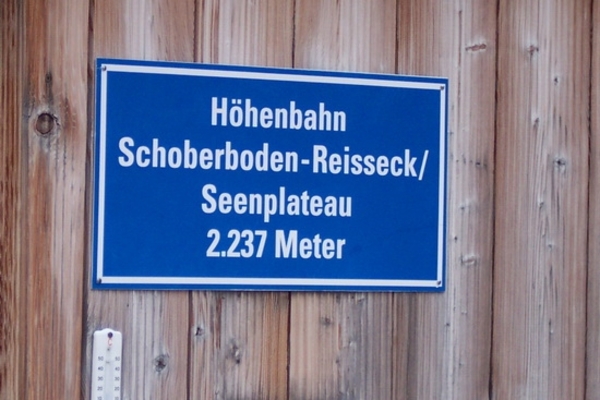 Höhenbahn
Schoberboden-Reisseck/
Seenplateau
2.237 Meter